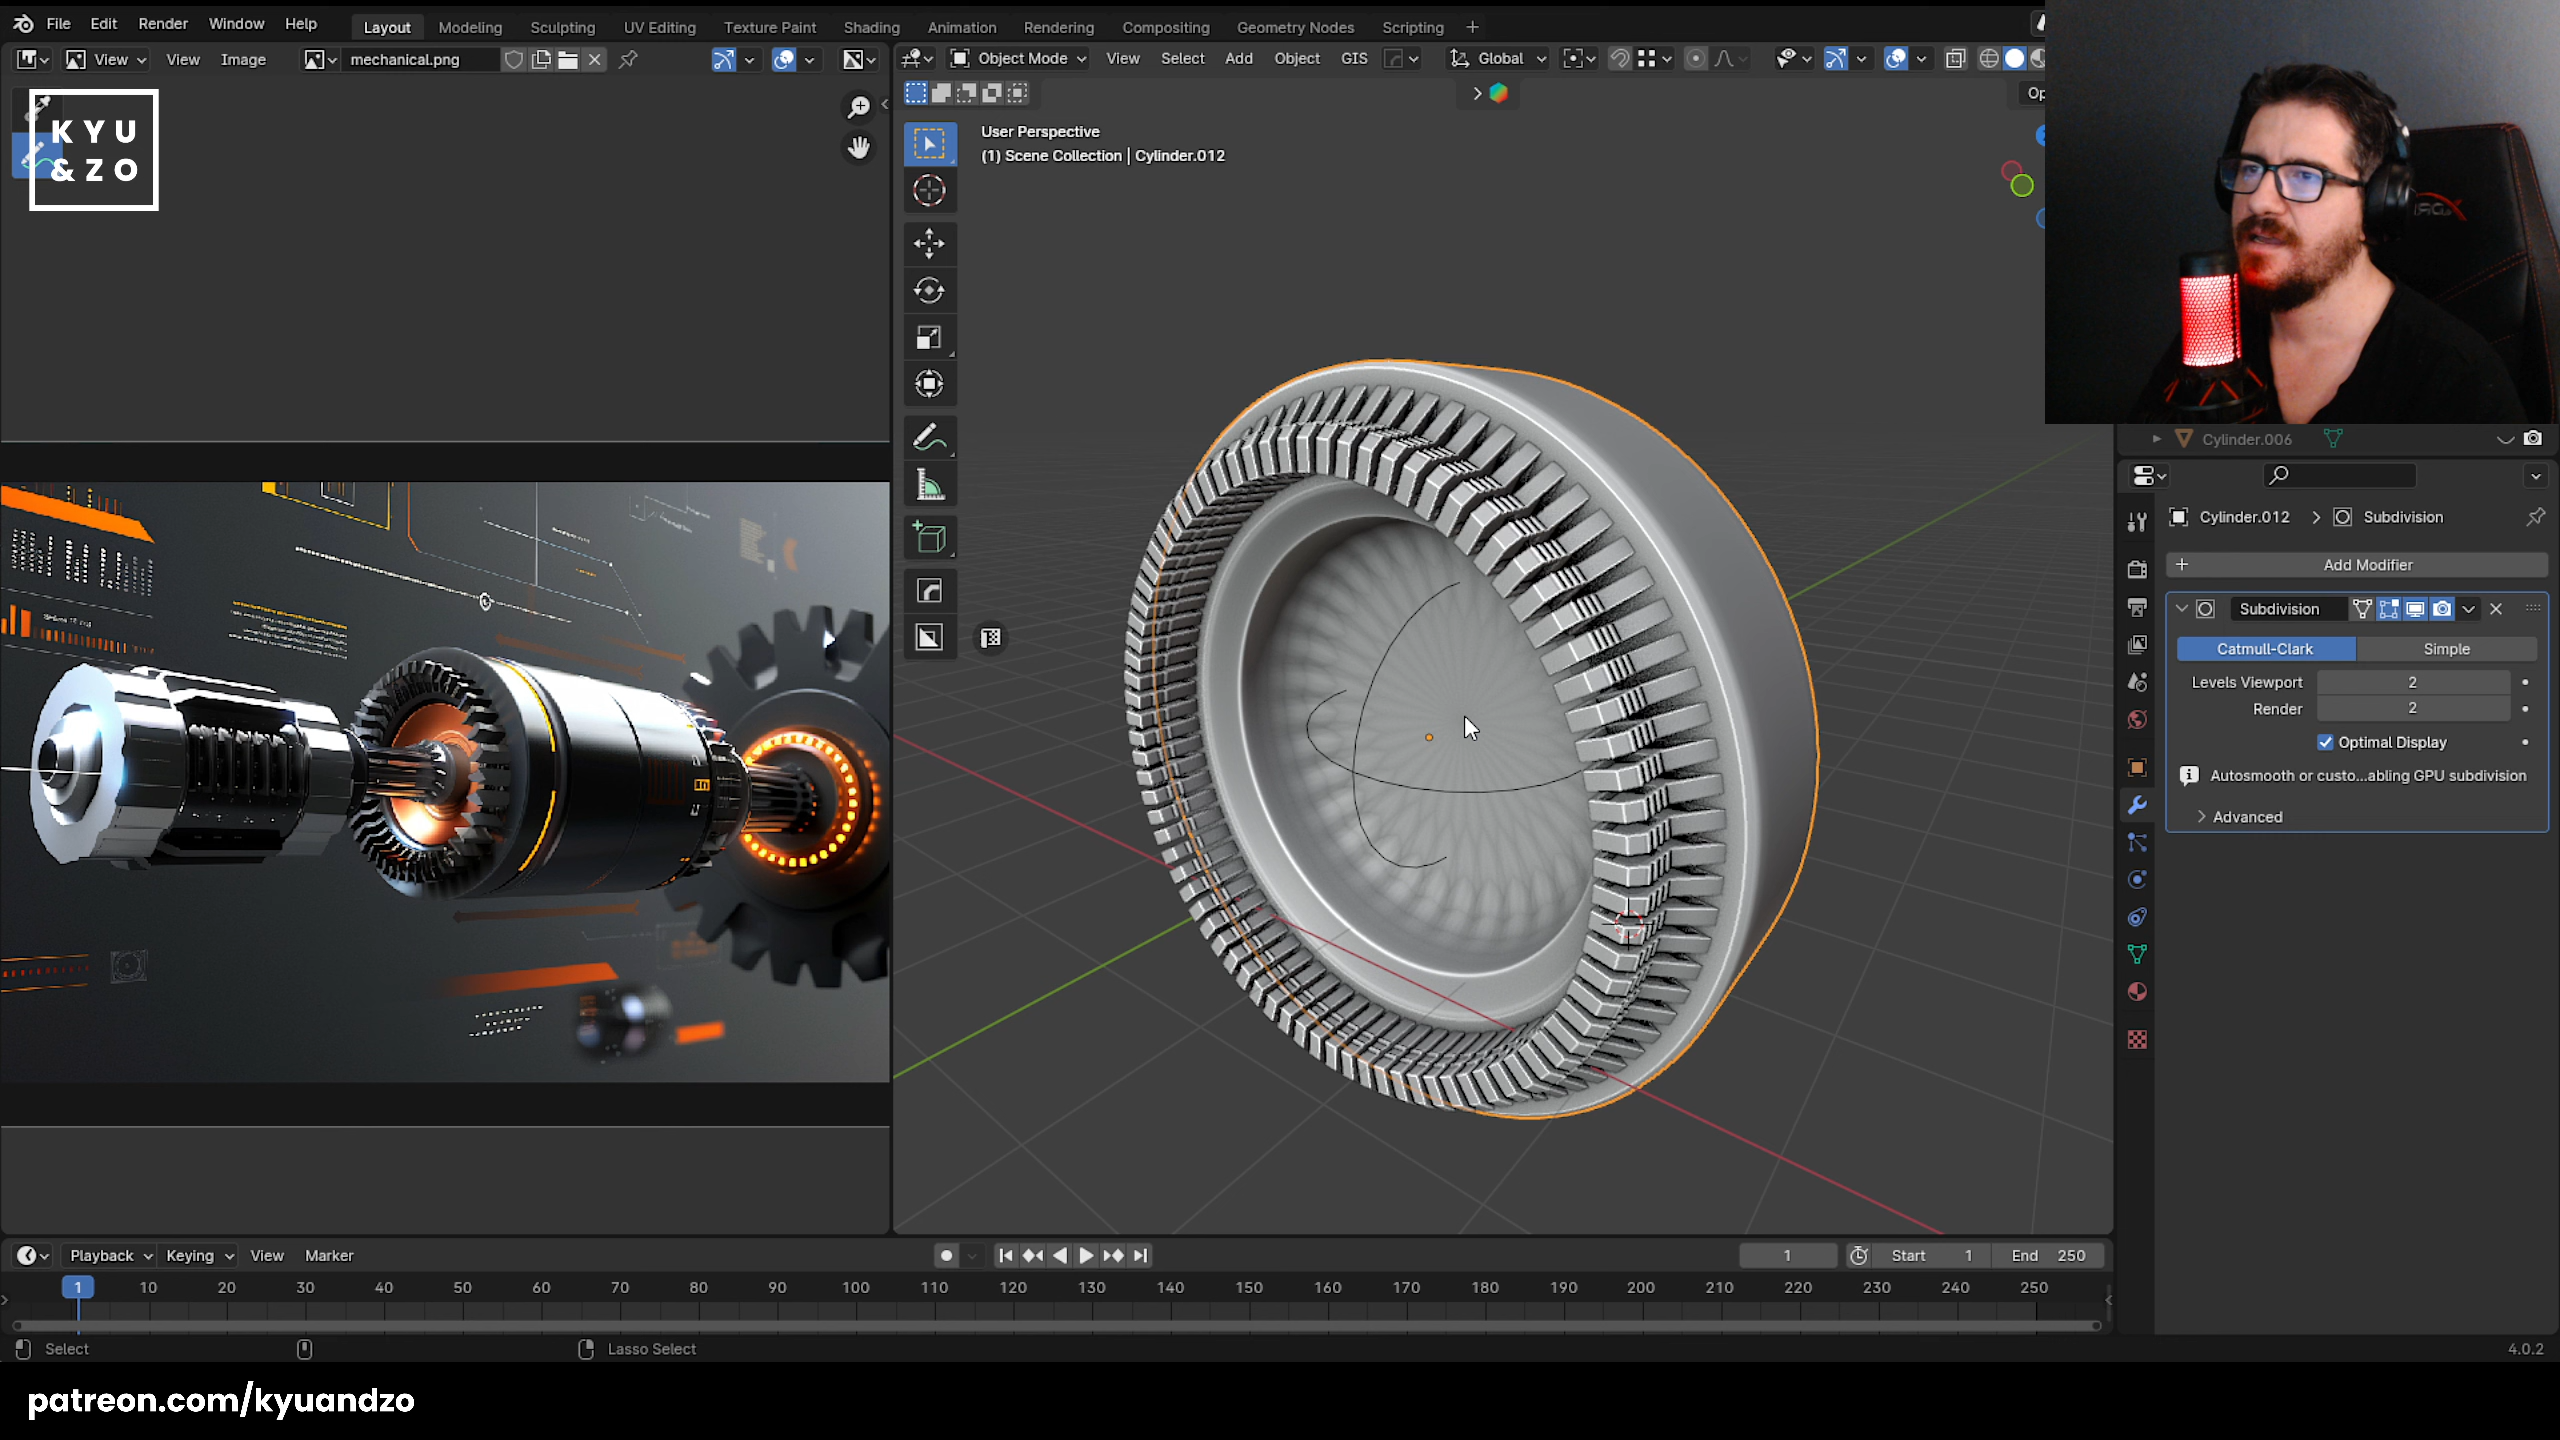 File Edit Render Window Help
Layout Modeling Sculpting UV Editing Texture Paint Shading Animation Rendering Compositing Geometry Nodes Scripting
View View Image mechanical.png
Object Mode View Select Add Object GIS Global
Op
KYU
&ZO
User Perspective
(1) Scene Collection | Cylinder.012
Cylinder.006
Cylinder.012 > Subdivision
Add Modifier
Subdivision
Catmull-Clark Simple
Levels Viewport 2
Render 2
Optimal Display
Autosmooth or custo...abling GPU subdivision
Advanced
Playback Keying View Marker
1 Start 1 End 250
1 10 20 30 40 50 60 70 80 90 100 110 120 130 140 150 160 170 180 190 200 210 220 230 240 250
Select Lasso Select 4.0.2
patreon.com/kyuandzo